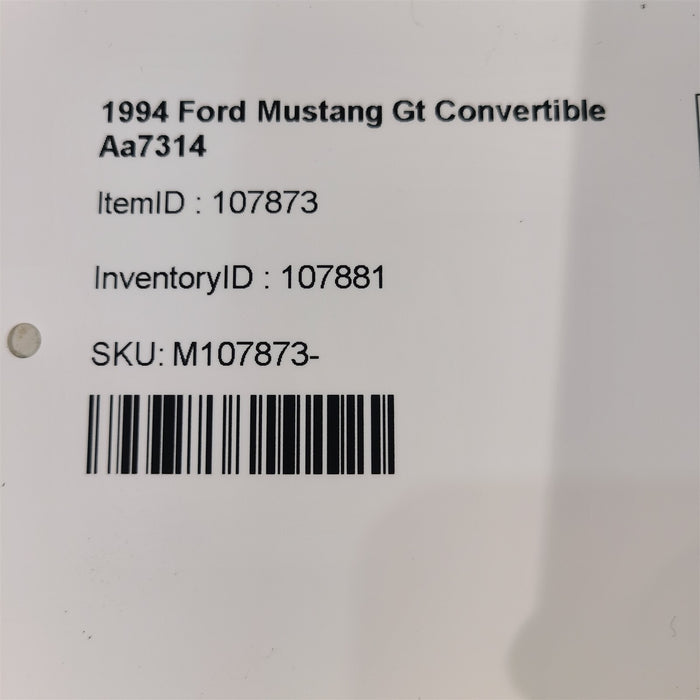 1994 Ford Mustang Gt Convertible
Aa7314
ItemID : 107873
InventoryID : 107881
SKU: M107873-